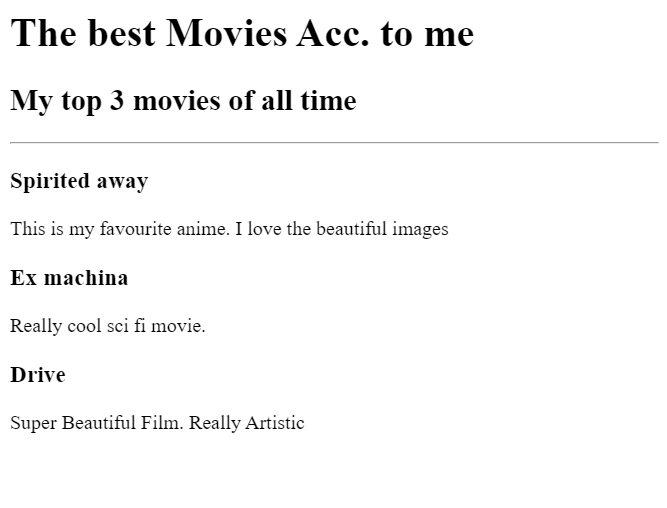 The best Movies Acc. to me
My top 3 movies of all time
Spirited away
This is my favourite anime. I love the beautiful images
Ex machina
Really cool sci fi movie.
Drive
Super Beautiful Film. Really Artistic